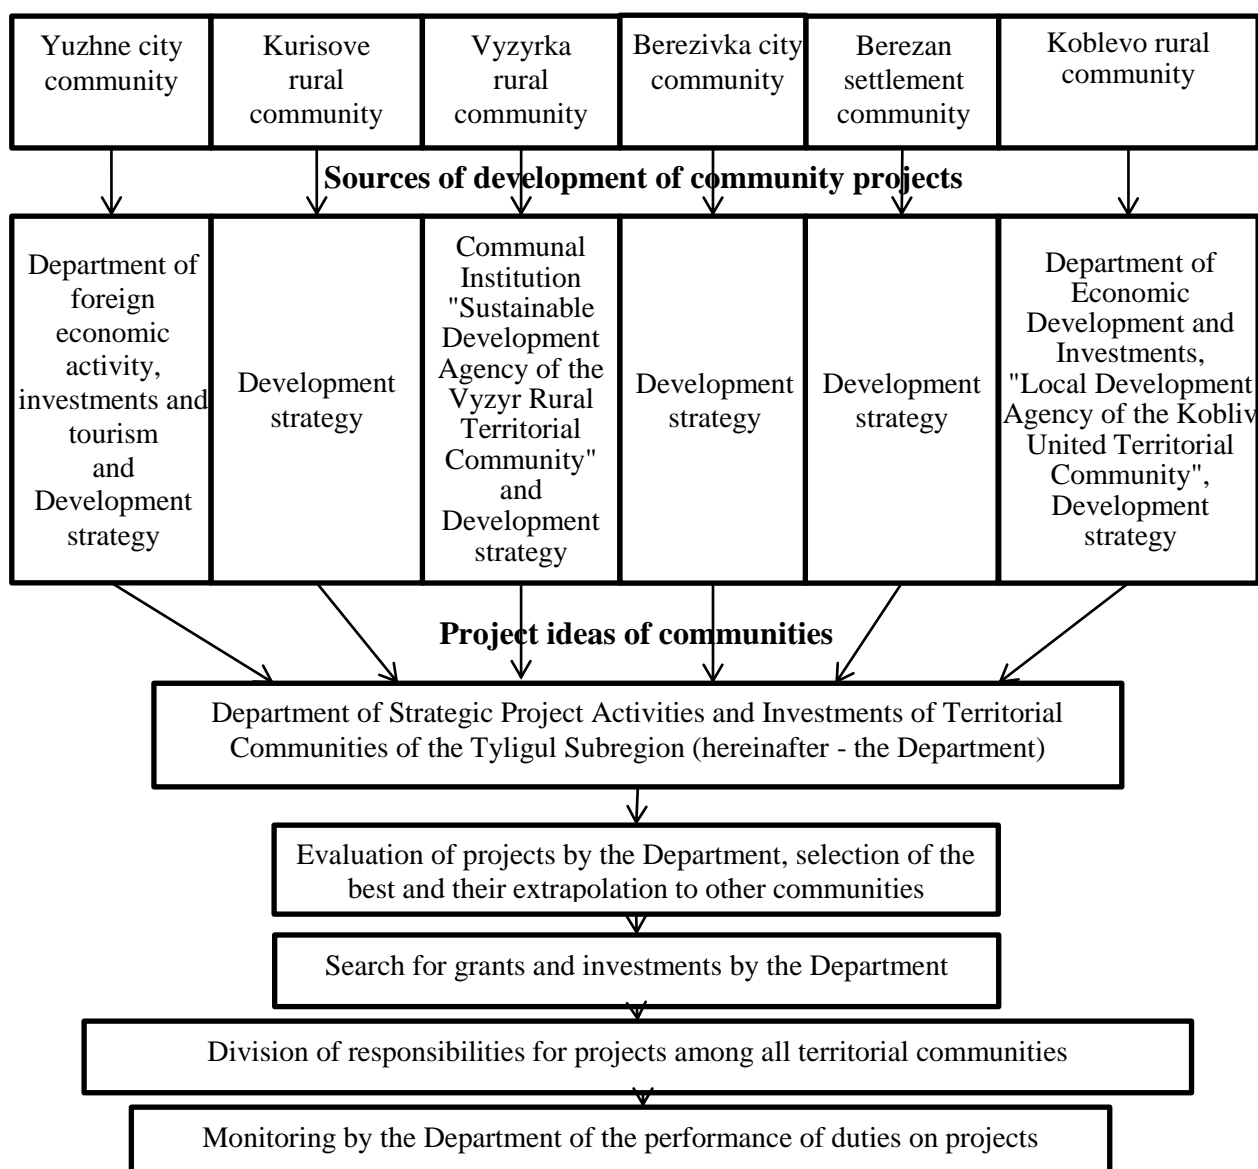 Yuzhne city
community
Kurisove
rural
community
Vyzyrka
rural
community
Berezivka city
community
Berezan
settlement
community
Koblevo rural
community
Sources of development of community projects
Department of
foreign
economic
activity,
investments and
tourism
and
Development
strategy
Development
strategy
Communal
Institution
"Sustainable
Development
Agency of the
Vyzyr Rural
Territorial
Community"
and
Development
strategy
Development
strategy
Development
strategy
Department of
Economic
Development and
Investments,
"Local Development
Agency of the Kobliv
United Territorial
Community",
Development
strategy
Project ideas of communities
Department of Strategic Project Activities and Investments of Territorial
Communities of the Tyligul Subregion (hereinafter - the Department)
Evaluation of projects by the Department, selection of the
best and their extrapolation to other communities
Search for grants and investments by the Department
Division of responsibilities for projects among all territorial communities
Monitoring by the Department of the performance of duties on projects